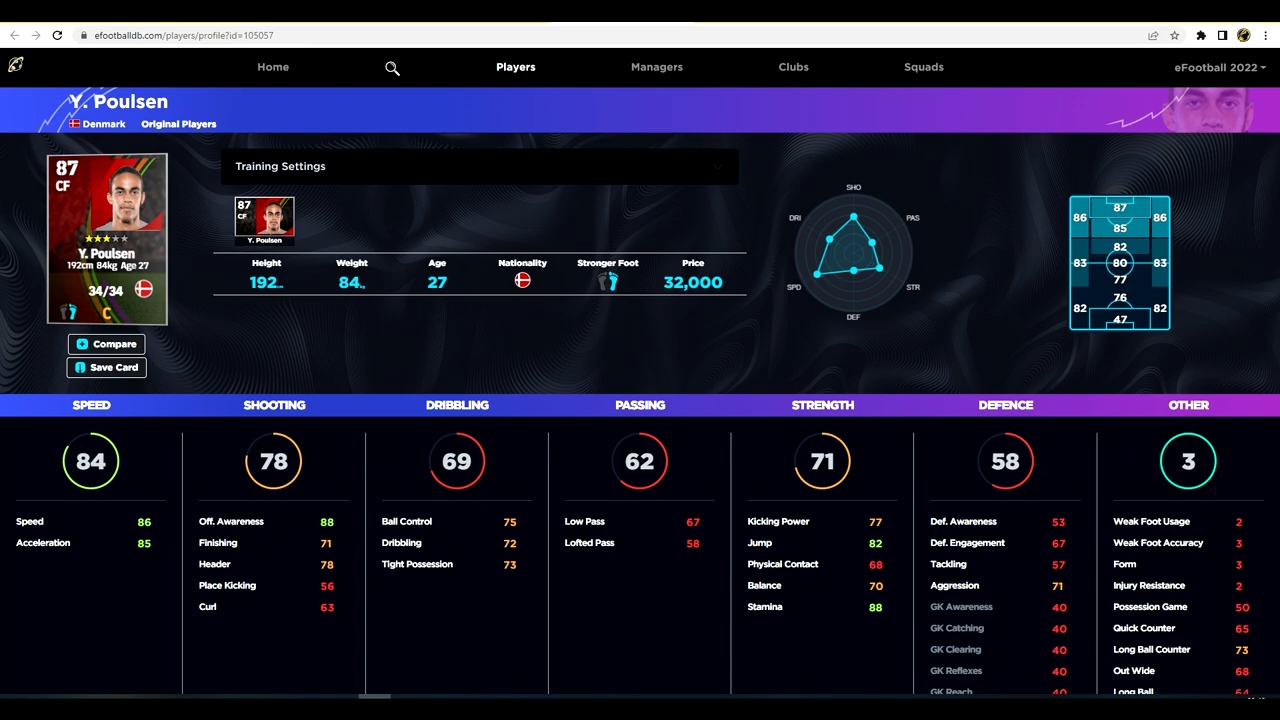 efootballdb.com/players/profile?id=105057
Home Players Managers Clubs Squads eFootball 2022
Y. Poulsen
Denmark Original Players
87
CF
Y. Poulsen
192cm 84kg Age 27
34/34
C
Compare
Save Card
Training Settings
87
CF
Y. Poulsen
Height Weight Age Nationality Stronger Foot Price
192 84 27 32,000
SHO
DRI PAS
SPD STR
DEF
87
86 86
85
82
83 80 83
77
76
82 82
47
SPEED SHOOTING DRIBBLING PASSING STRENGTH DEFENCE OTHER
84 78 69 62 71 58 3
Speed 86
Acceleration 85
Off. Awareness 88
Finishing 71
Header 78
Place Kicking 56
Curl 63
Ball Control 75
Dribbling 72
Tight Possession 73
Low Pass 67
Lofted Pass 58
Kicking Power 77
Jump 82
Physical Contact 68
Balance 70
Stamina 88
Def. Awareness 53
Def. Engagement 67
Tackling 57
Aggression 71
GK Awareness 40
GK Catching 40
GK Clearing 40
GK Reflexes 40
GK Reach 40
Weak Foot Usage 2
Weak Foot Accuracy 3
Form 3
Injury Resistance 2
Possession Game 50
Quick Counter 65
Long Ball Counter 73
Out Wide 68
Long Ball 64